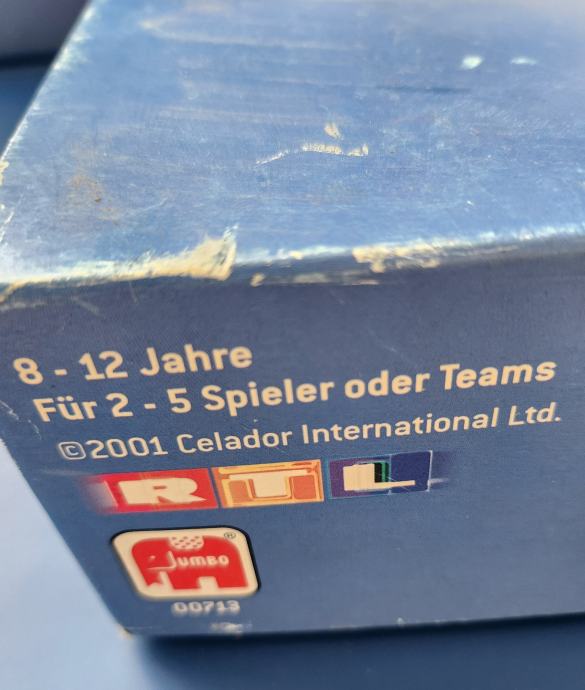 8 - 12 Jahre
Für 2 - 5 Spieler oder Teams
©2001 Celador International Ltd.
RTL
®
JUMBO
00713